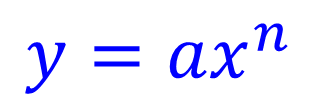 y = axⁿ